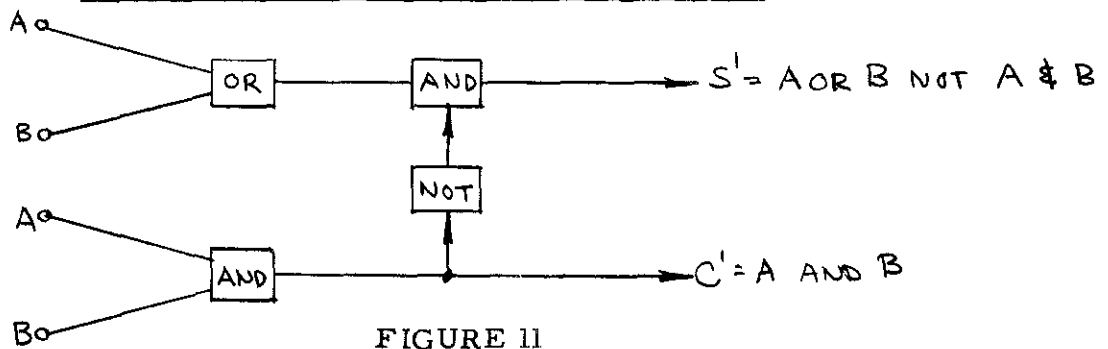 A
OR
AND
S' = A OR B NOT A & B
B
NOT
A
AND
C' = A AND B
B
FIGURE 11